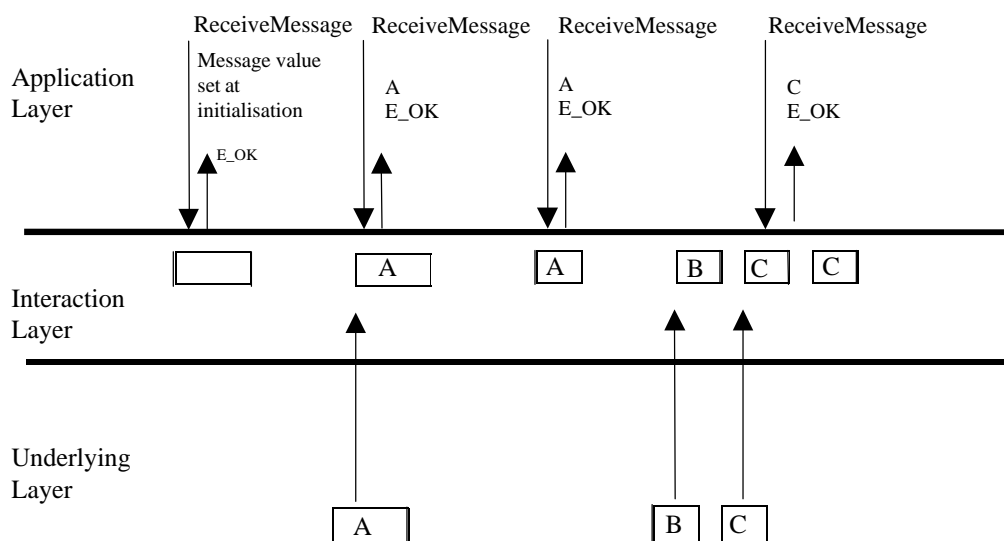 ReceiveMessage ReceiveMessage ReceiveMessage ReceiveMessage
Application
Layer
Message value
set at
initialisation
E_OK
A
E_OK
A
E_OK
C
E_OK
A A B C C
Interaction
Layer
Underlying
Layer
A B C